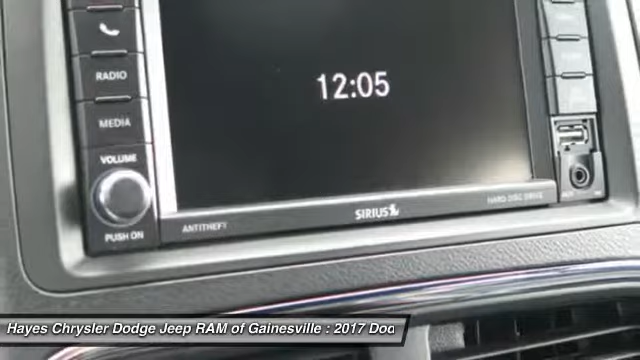 RADIO
12:05
MEDIA
VOLUME
PUSH ON
ANTITHEFT
SIRIUS
HARD DISC DRIVE
Hayes Chrysler Dodge Jeep RAM of Gainesville : 2017 Dod